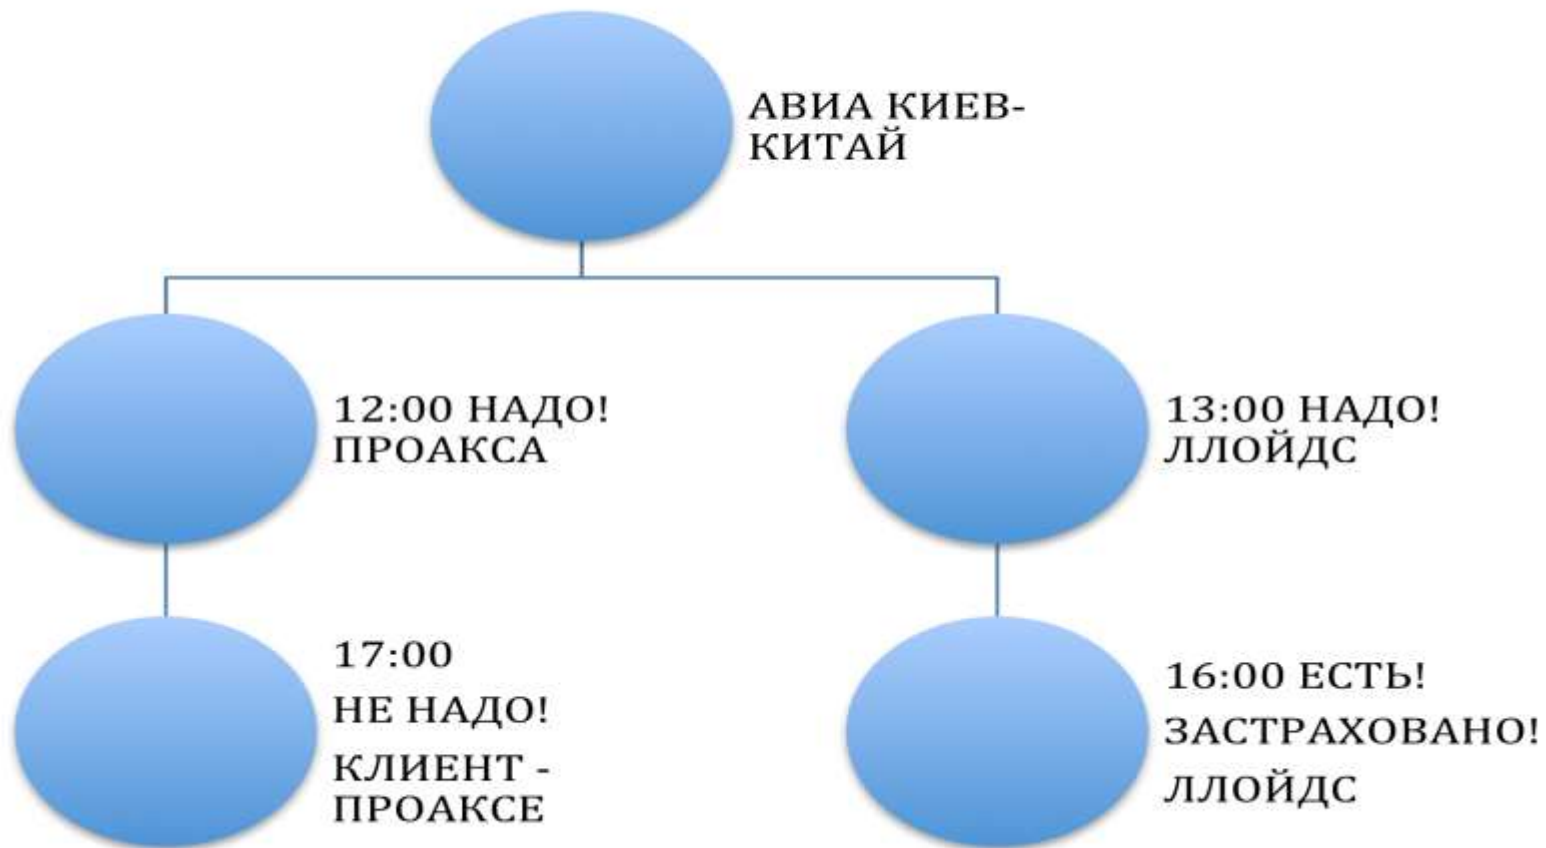 АВИА КИЕВ-
КИТАЙ
12:00 НАДО!
ПРОАКСА
13:00 НАДО!
ЛЛОЙДС
17:00
НЕ НАДО!
КЛИЕНТ -
ПРОАКСЕ
16:00 ЕСТЬ!
ЗАСТРАХОВАНО!
ЛЛОЙДС